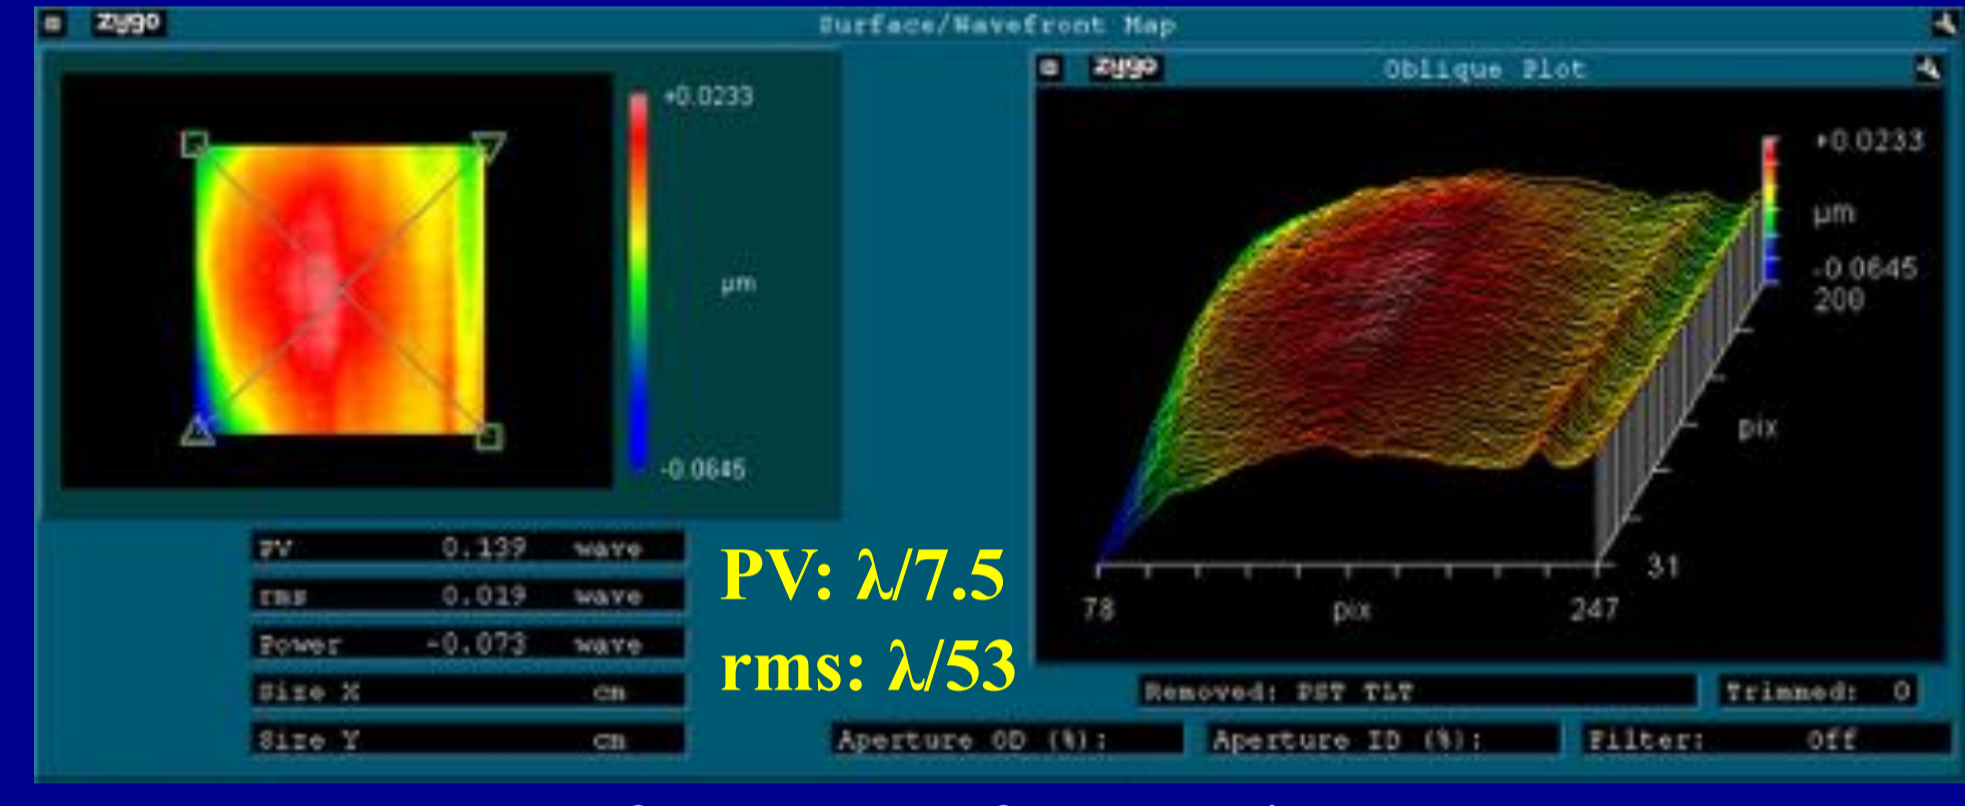 zygo Surface/Wavefront Map
+0.0233
µm
-0.0645
zygo Oblique Plot
+0.0233
µm
-0.0645
200
pix
31
78 pix 247
PV 0.139 wave
rms 0.019 wave
Power -0.073 wave
Size X cm
Size Y cm
PV: λ/7.5
rms: λ/53
Removed: PST TLT Trimmed: 0
Aperture OD (%): Aperture ID (%): Filter: Off